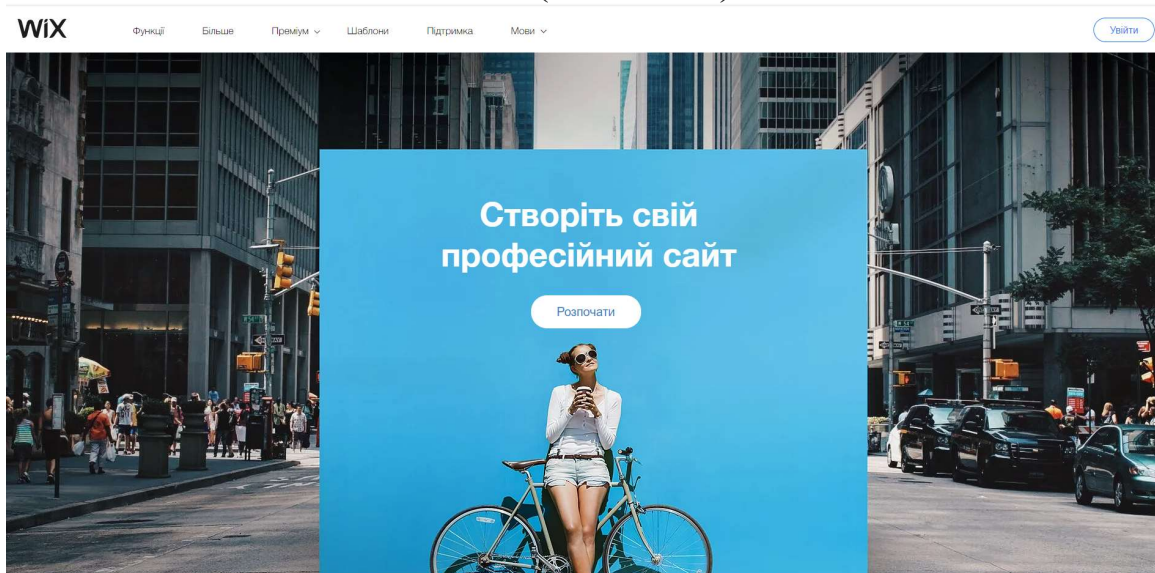 WiX
Функції Більше Преміум Шаблони Підтримка Мови Увійти
Створіть свій
професійний сайт
Розпочати